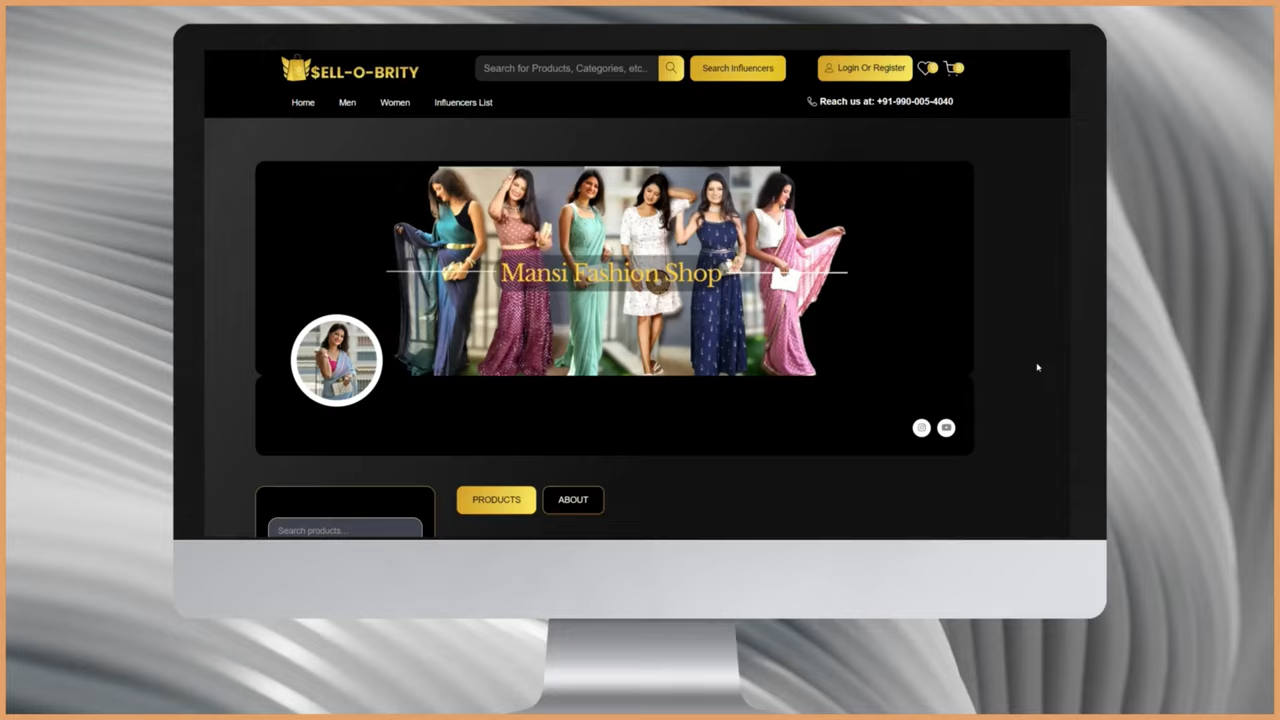 $ELL-O-BRITY
Search for Products, Categories, etc..
Search Influencers
Login Or Register
Home
Men
Women
Influencers List
Reach us at: +91-990-005-4040
Mansi Fashion Shop
PRODUCTS
ABOUT
Search products...